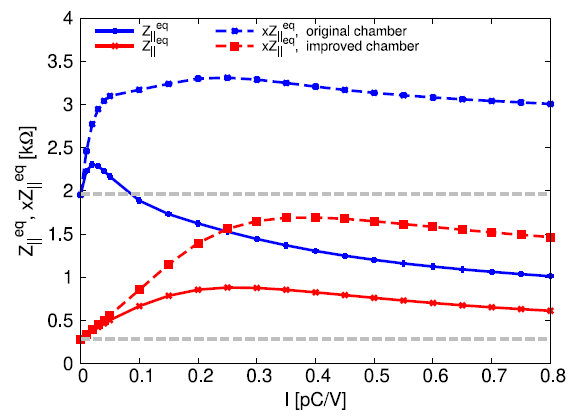 Z||eq xZ||eq, original chamber
Z||eq xZ||eq, improved chamber
Z||eq, xZ||eq [kΩ]
4
3.5
3
2.5
2
1.5
1
0.5
0
0 0.1 0.2 0.3 0.4 0.5 0.6 0.7 0.8
I [pC/V]